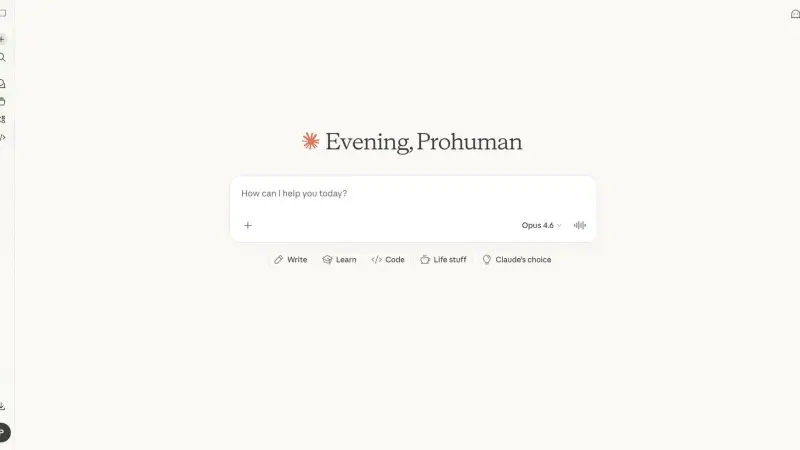 Evening, Prohuman
How can I help you today?
Opus 4.6
Write Learn Code Life stuff Claude's choice
P